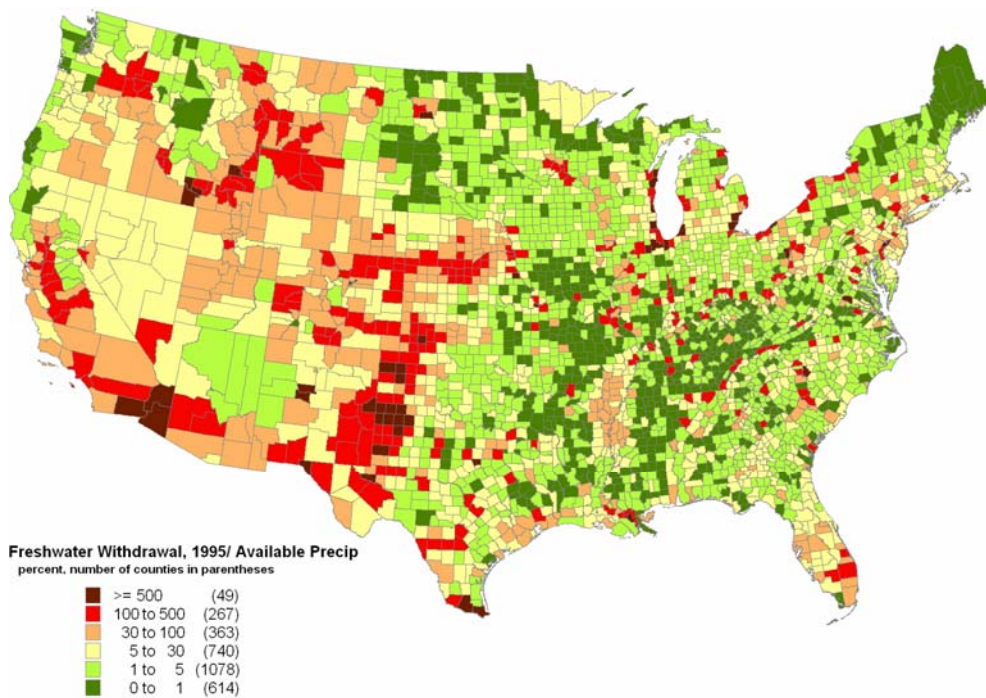 Freshwater Withdrawal, 1995/ Available Precip
percent, number of counties in parentheses
>= 500 (49)
100 to 500 (267)
30 to 100 (363)
5 to 30 (740)
1 to 5 (1078)
0 to 1 (614)